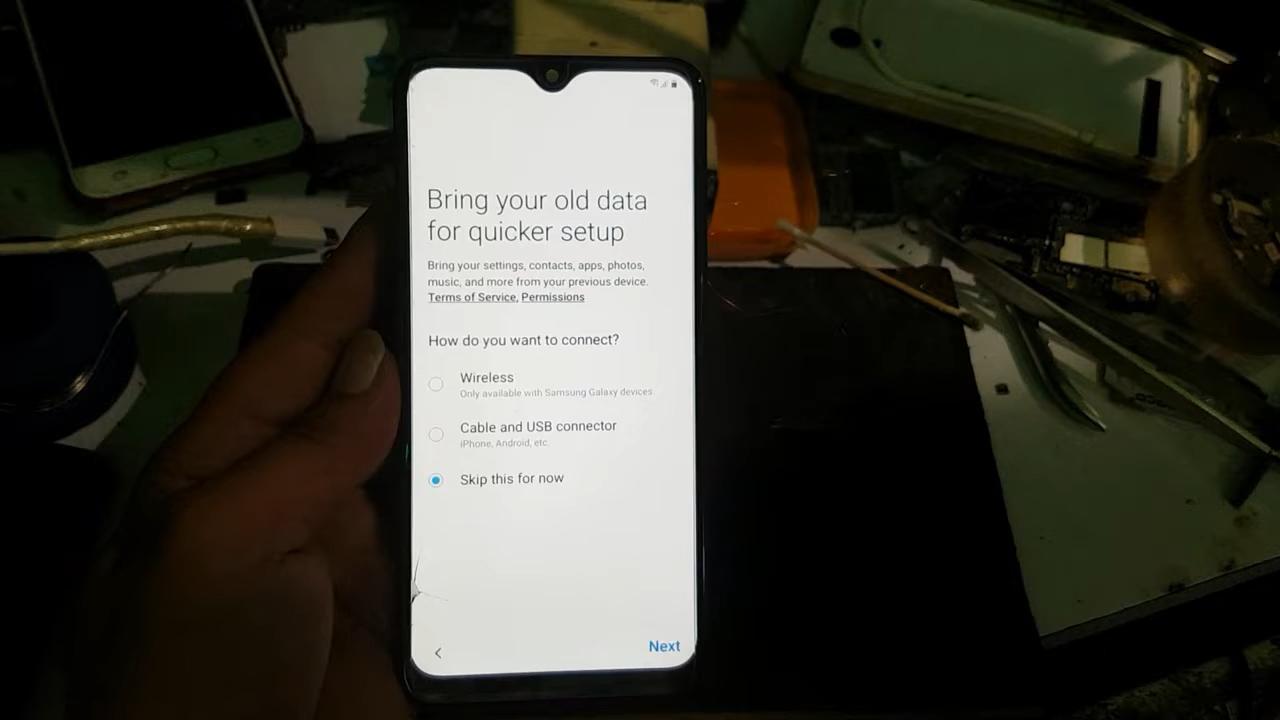 Bring your old data
for quicker setup
Bring your settings, contacts, apps, photos,
music, and more from your previous device.
Terms of Service, Permissions
How do you want to connect?
Wireless
Only available with Samsung Galaxy devices.
Cable and USB connector
iPhone, Android, etc.
Skip this for now
Next